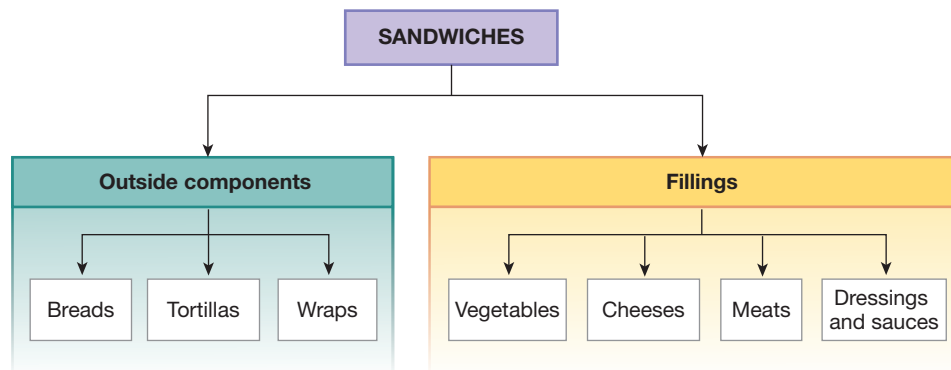 SANDWICHES
Outside components
Fillings
Breads
Tortillas
Wraps
Vegetables
Cheeses
Meats
Dressings
and sauces